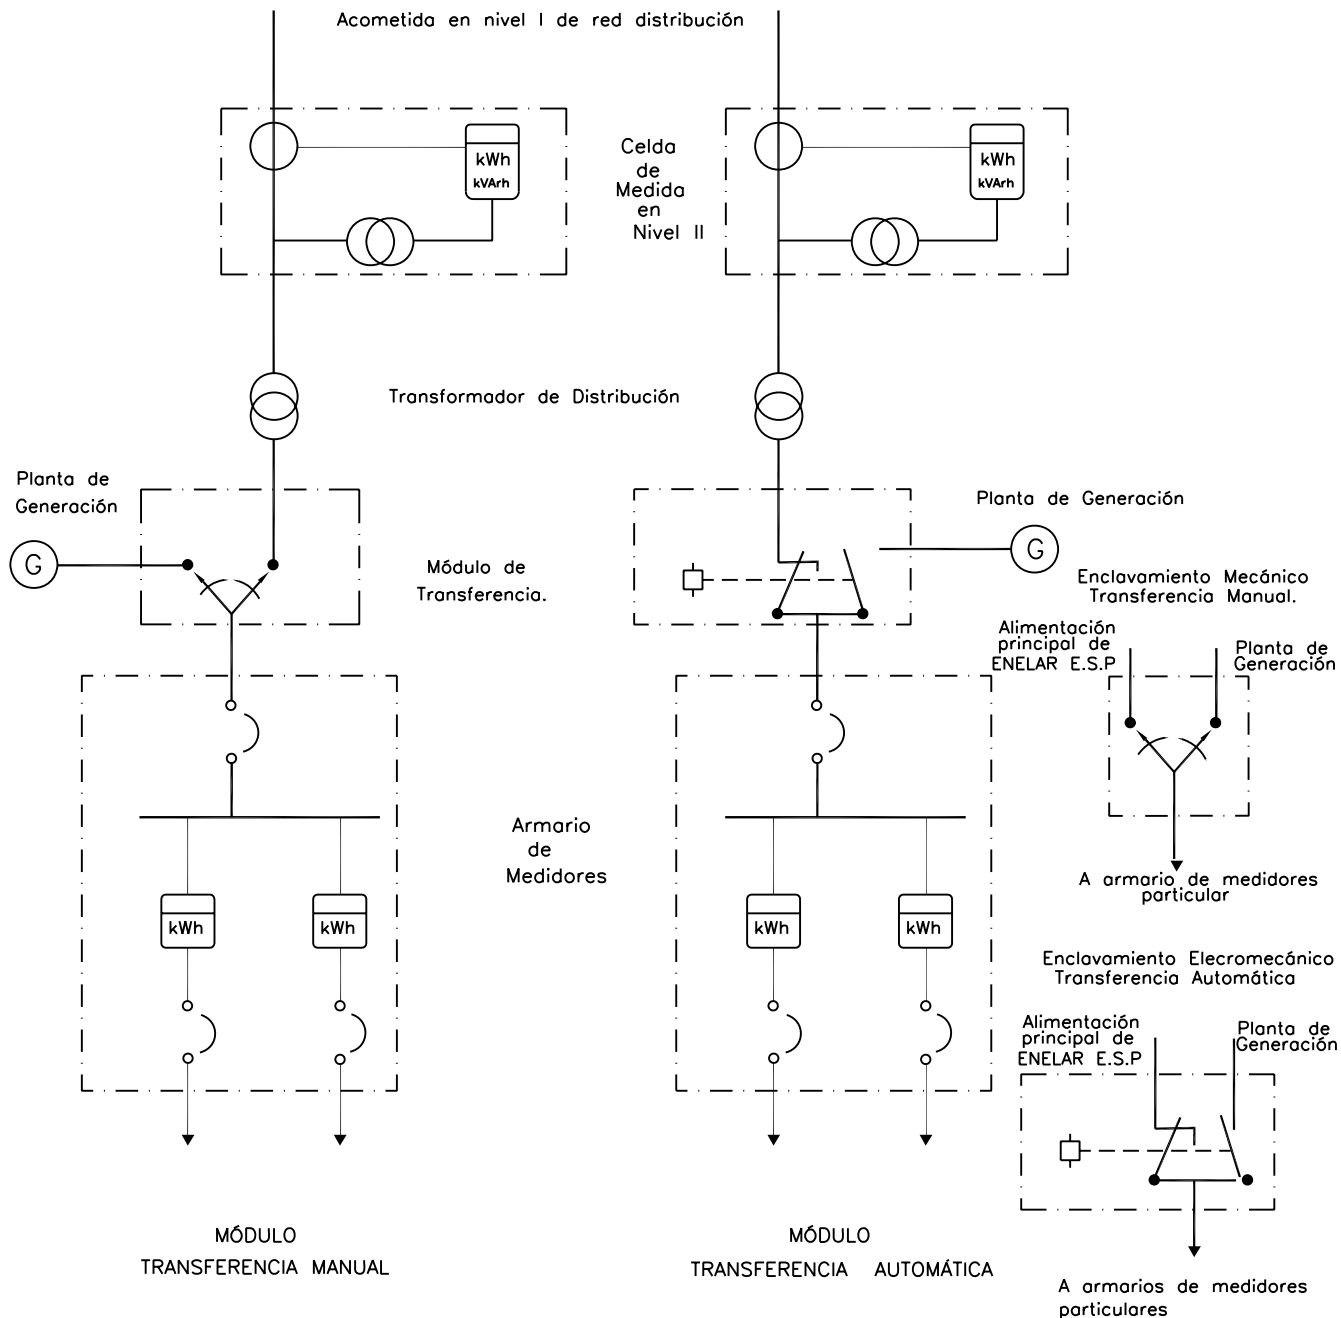 Acometida en nivel I de red distribución
kWh
kVArh
Celda
de
Medida
en
Nivel II
kWh
kVArh
Transformador de Distribución
Planta de
Generación
G
Módulo de
Transferencia.
Planta de Generación
G
Enclavamiento Mecánico
Transferencia Manual.
Alimentación
principal de
ENELAR E.S.P
Planta de
Generación
A armario de medidores
particular
Armario
de
Medidores
kWh
kWh
kWh
kWh
Enclavamiento Elecromecánico
Transferencia Automática
Alimentación
principal de
ENELAR E.S.P
Planta de
Generación
A armarios de medidores
particulares
MÓDULO
TRANSFERENCIA MANUAL
MÓDULO
TRANSFERENCIA AUTOMÁTICA